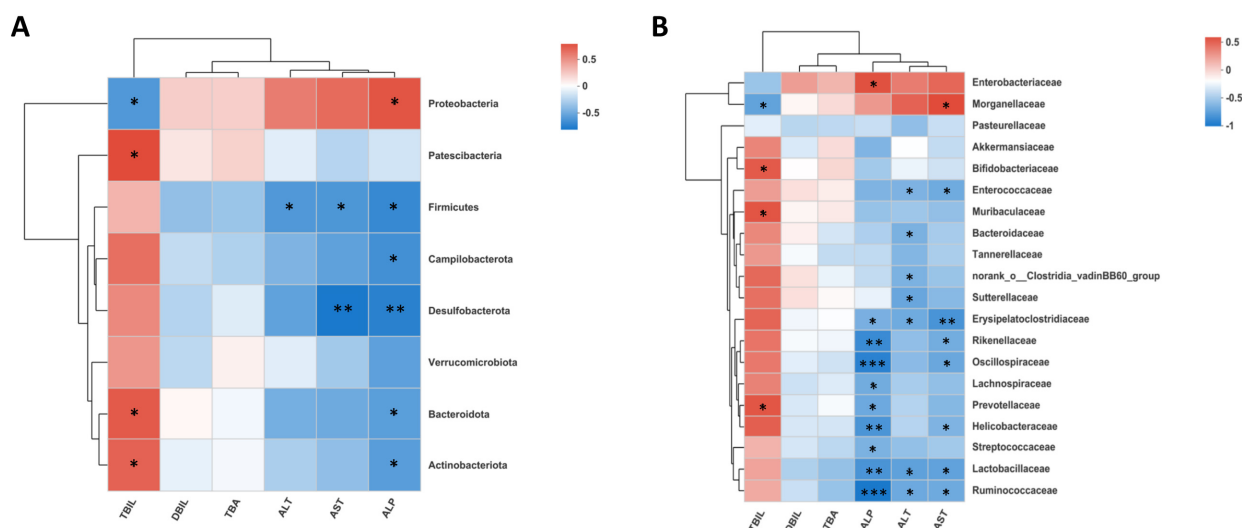 A
B
0.5
0
-0.5
Proteobacteria
*
*
Patescibacteria
*
Firmicutes
*
*
*
Campilobacterota
*
Desulfobacterota
**
**
Verrucomicrobiota
Bacteroidota
*
*
Actinobacteriota
*
*
TBIL
DBIL
TBA
ALT
AST
ALP
0.5
0
-0.5
-1
* Enterobacteriaceae
* * Morganellaceae
Pasteurellaceae
Akkermansiaceae
* Bifidobacteriaceae
* * Enterococcaceae
* Muribaculaceae
* Bacteroidaceae
Tannerellaceae
* norank_o__Clostridia_vadinBB60_group
* Sutterellaceae
* * ** Erysipelatoclostridiaceae
** * Rikenellaceae
*** * Oscillospiraceae
* Lachnospiraceae
* * Prevotellaceae
** * Helicobacteraceae
* Streptococcaceae
** * * Lactobacillaceae
*** * * Ruminococcaceae
TBIL
DBIL
TBA
ALP
ALT
AST